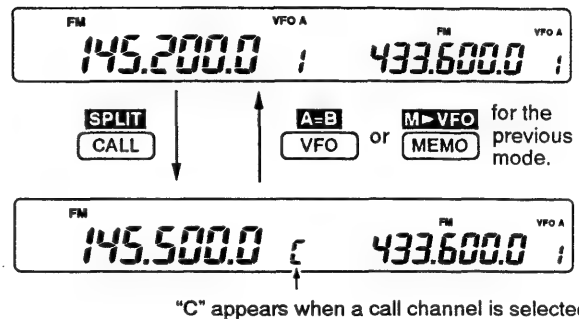 FM VFO A FM VFO A
145.200.0 1 433.600.0 1
SPLIT A=B M►VFO for the
CALL VFO or MEMO previous
mode.
FM FM VFO A
145.500.0 C 433.600.0 1
"C" appears when a call channel is selected